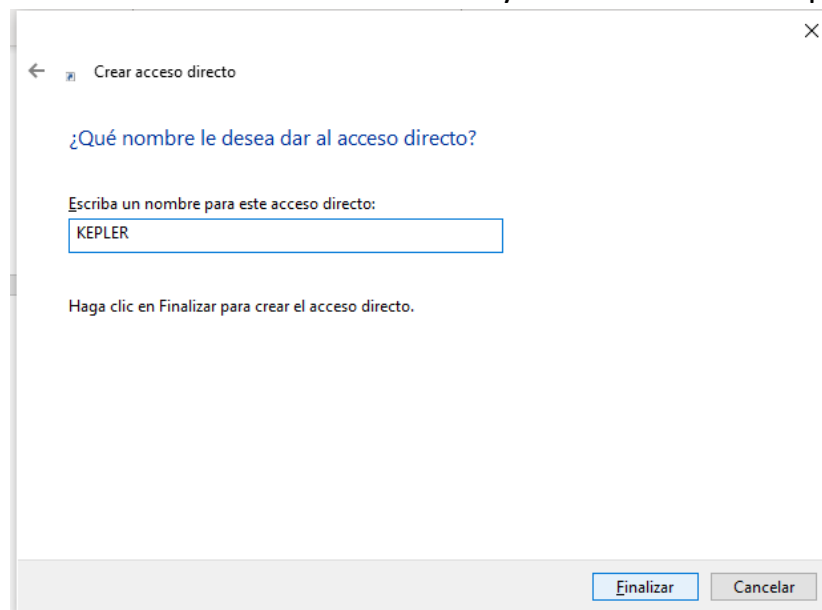 Crear acceso directo
¿Qué nombre le desea dar al acceso directo?
Escriba un nombre para este acceso directo:
KEPLER
Haga clic en Finalizar para crear el acceso directo.
Finalizar
Cancelar